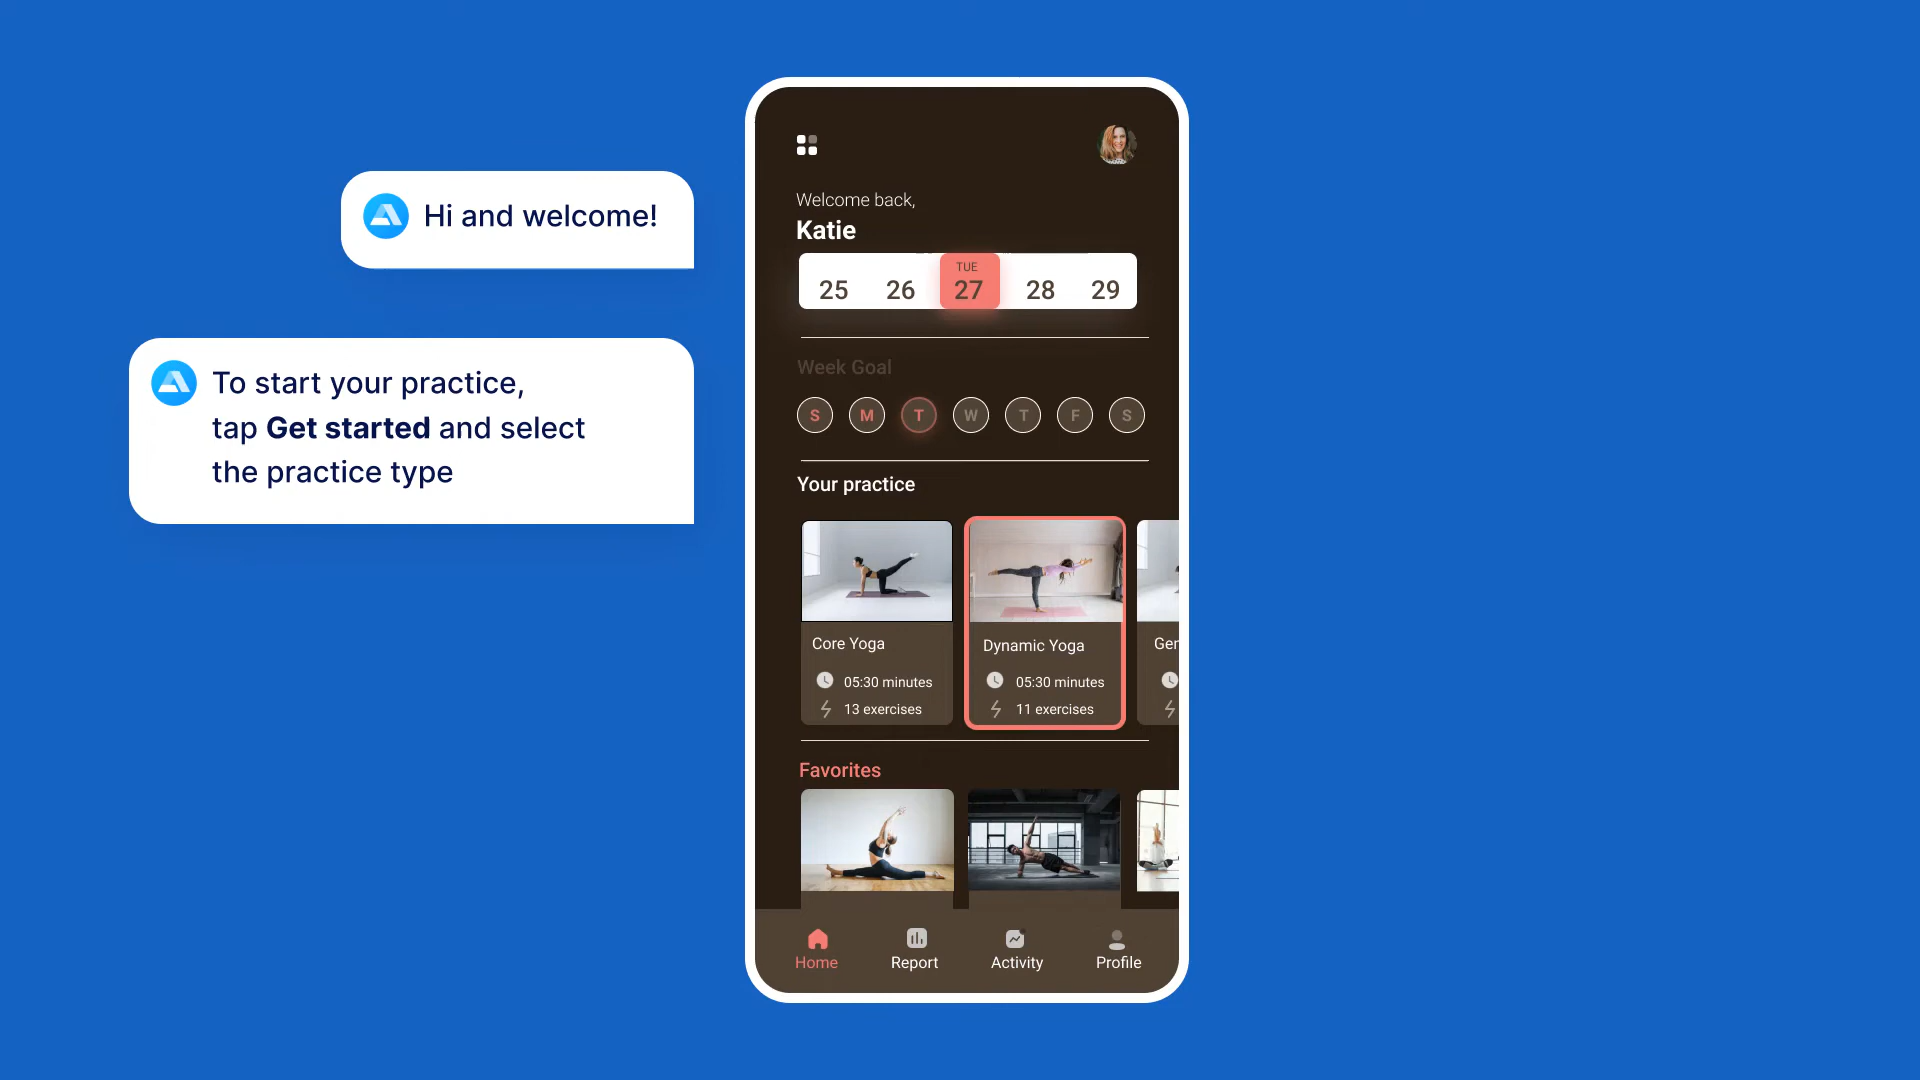 Hi and welcome!
To start your practice,
tap Get started and select
the practice type
Welcome back,
Katie
TUE
25 26 27 28 29
Week Goal
S M T W T F S
Your practice
Core Yoga
05:30 minutes
13 exercises
Dynamic Yoga
05:30 minutes
11 exercises
Ger
Favorites
Home Report Activity Profile